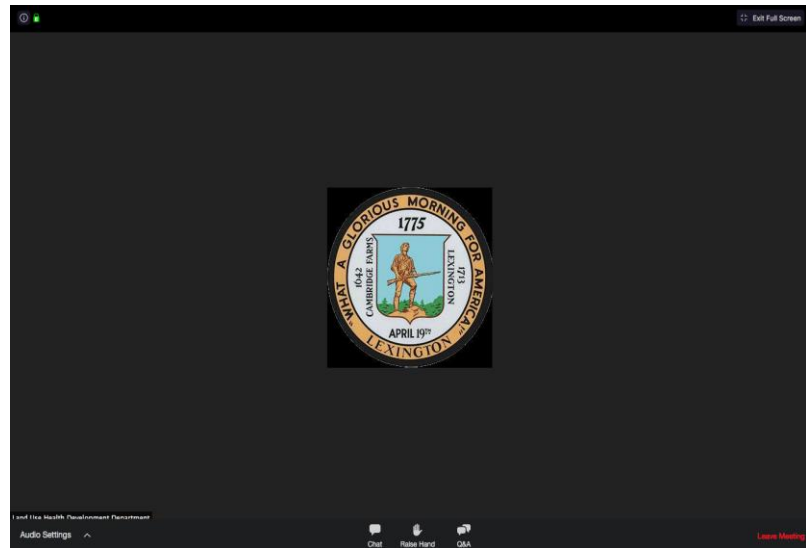 Exit Full Screen
"WHAT A GLORIOUS MORNING FOR AMERICA!"
1775
1642
CAMBRIDGE FARMS
1713
LEXINGTON
APRIL 19TH
LEXINGTON
Land Use Health Development Department
Audio Settings
Chat
Raise Hand
Q&A
Leave Meeting